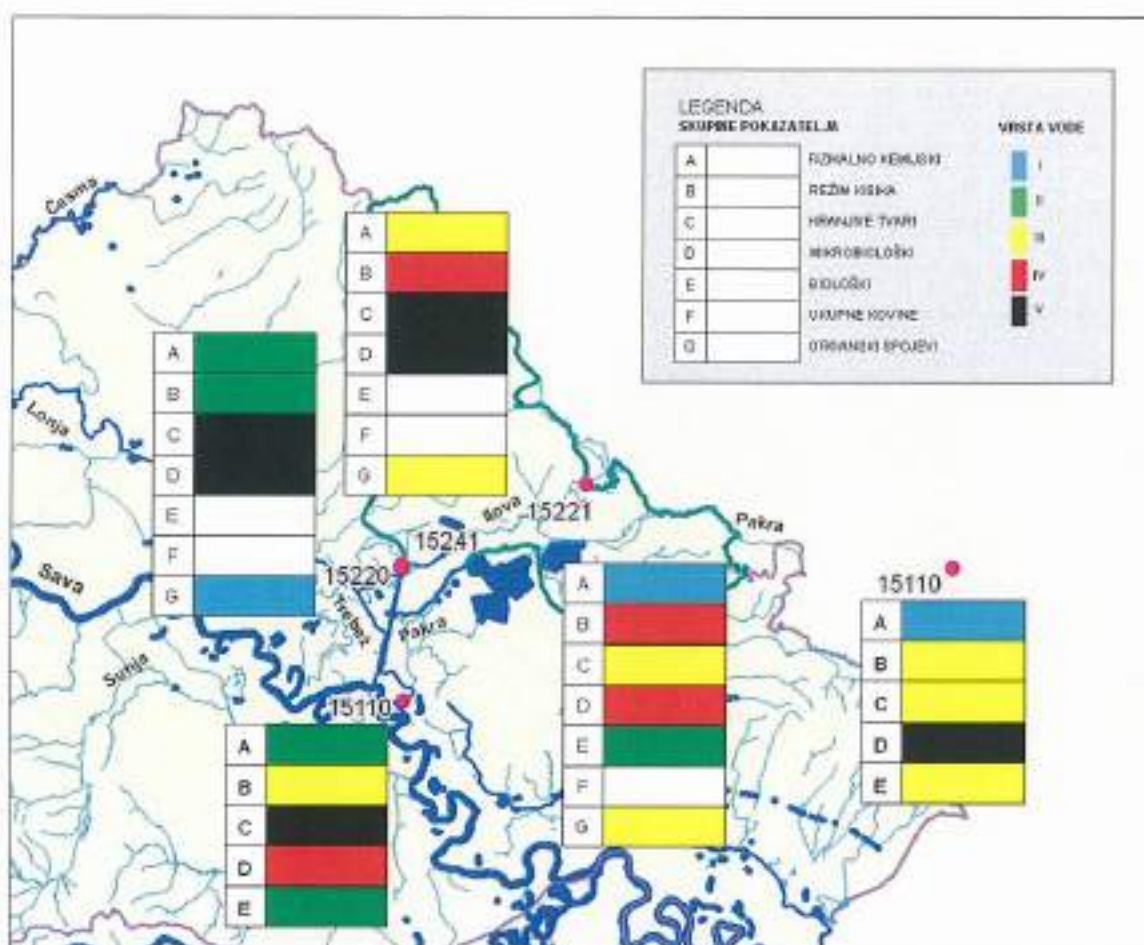 LEGENDA
SKUPINE POKAZATELJA
VRSTA VODE
A FIZIKALNO KEMIJSKI
B REŽIM KISIKA
C HRANJIVE TVARI
D MIKROBIOLOŠKI
E BIOLOŠKI
F UKUPNE KOVINE
G ORGANSKI SPOJEVI
I
II
III
IV
V
Česma
Lonja
Sava
Sunja
Trebež
Pakra
Ilova
Pakra
15221
15241
15220
15110
15110
A
B
C
D
E
F
G
A
B
C
D
E
F
G
A
B
C
D
E
F
G
A
B
C
D
E
A
B
C
D
E